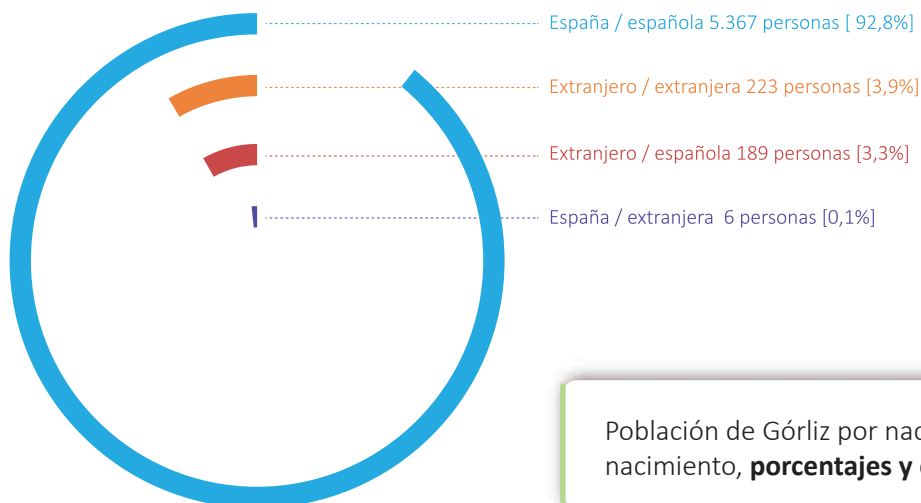 España / española 5.367 personas [ 92,8%]
Extranjero / extranjera 223 personas [3,9%]
Extranjero / española 189 personas [3,3%]
España / extranjera 6 personas [0,1%]
Población de Górliz por
nacimiento, porcentajes y